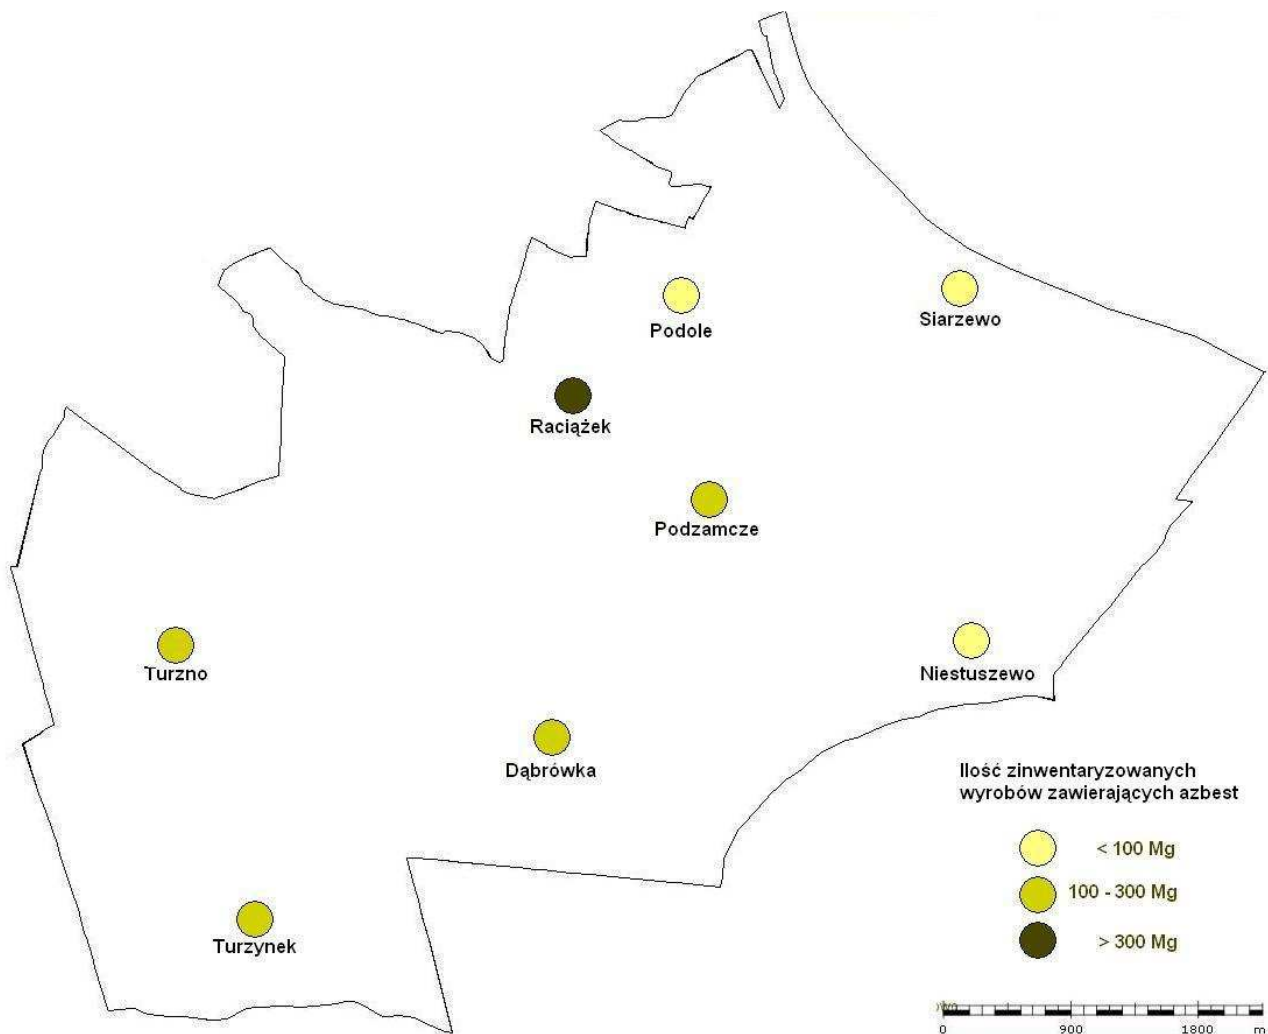 Podole
Siarzewo
Raciążek
Podzamcze
Turzno
Niestuszewo
Dąbrówka
Turzynek
Ilość zinwentaryzowanych
wyrobów zawierających azbest
< 100 Mg
100 - 300 Mg
> 300 Mg
0 900 1800 m